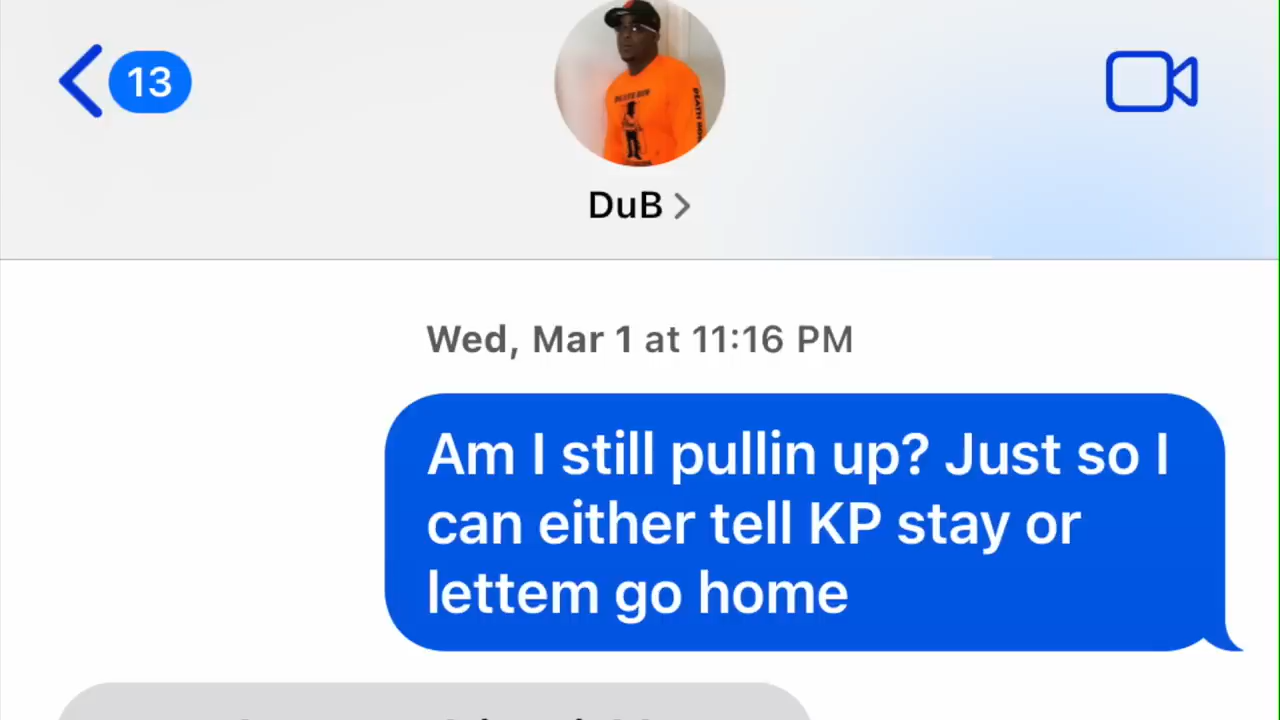 13
DuB
Wed, Mar 1 at 11:16 PM
Am I still pullin up? Just so I
can either tell KP stay or
lettem go home